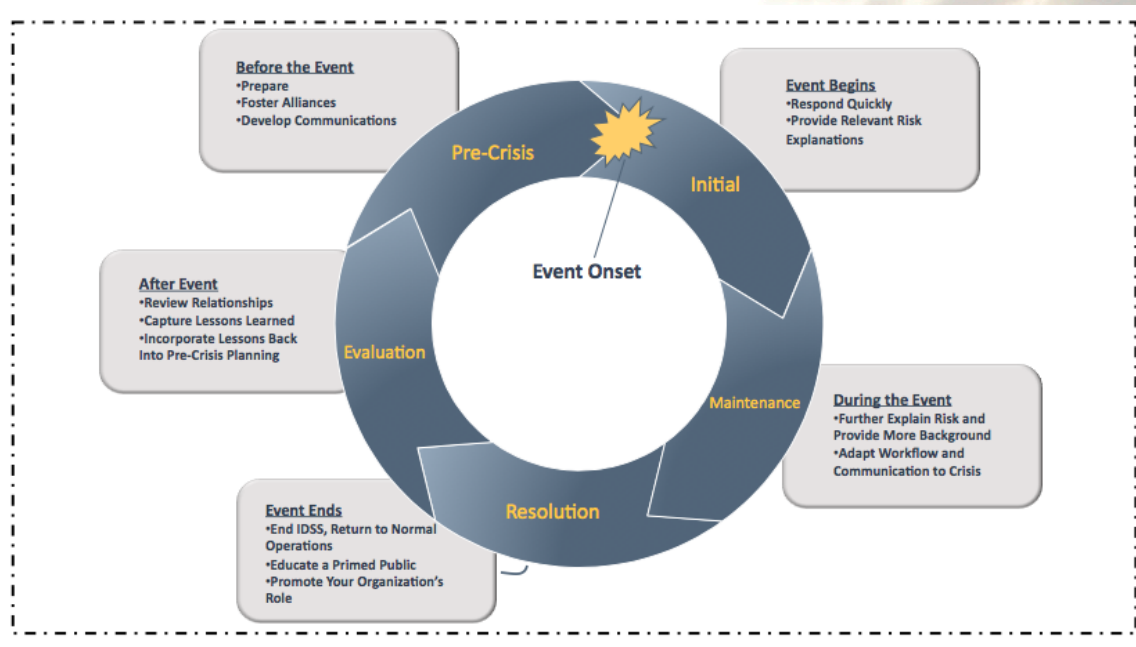 Before the Event
•Prepare
•Foster Alliances
•Develop Communications
Pre-Crisis
Event Begins
•Respond Quickly
•Provide Relevant Risk
Explanations
Initial
Event Onset
After Event
•Review Relationships
•Capture Lessons Learned
•Incorporate Lessons Back
Into Pre-Crisis Planning
Evaluation
Maintenance
During the Event
•Further Explain Risk and
Provide More Background
•Adapt Workflow and
Communication to Crisis
Event Ends
•End IDSS, Return to Normal
Operations
•Educate a Primed Public
•Promote Your Organization's
Role
Resolution